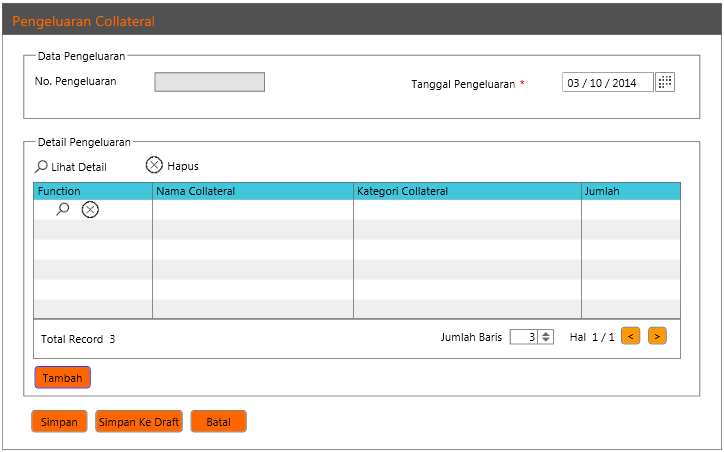 Pengeluaran Collateral
Data Pengeluaran
No. Pengeluaran Tanggal Pengeluaran * 03 / 10 / 2014
Detail Pengeluaran
Lihat Detail Hapus
Function Nama Collateral Kategori Collateral Jumlah
Total Record 3 Jumlah Baris 3 Hal 1 / 1 < >
Tambah
Simpan Simpan Ke Draft Batal